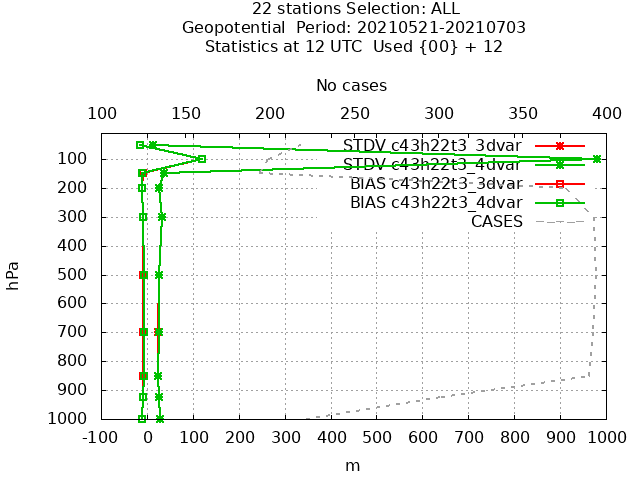 22 stations Selection: ALL
Geopotential  Period: 20210521-20210703
Statistics at 12 UTC  Used {00} + 12
No cases
100 150 200 250 300 350 400
STDV c43h22t3_3dvar
STDV c43h22t3_4dvar
BIAS c43h22t3_3dvar
BIAS c43h22t3_4dvar
CASES
hPa
100
200
300
400
500
600
700
800
900
1000
-100 0 100 200 300 400 500 600 700 800 900 1000
m